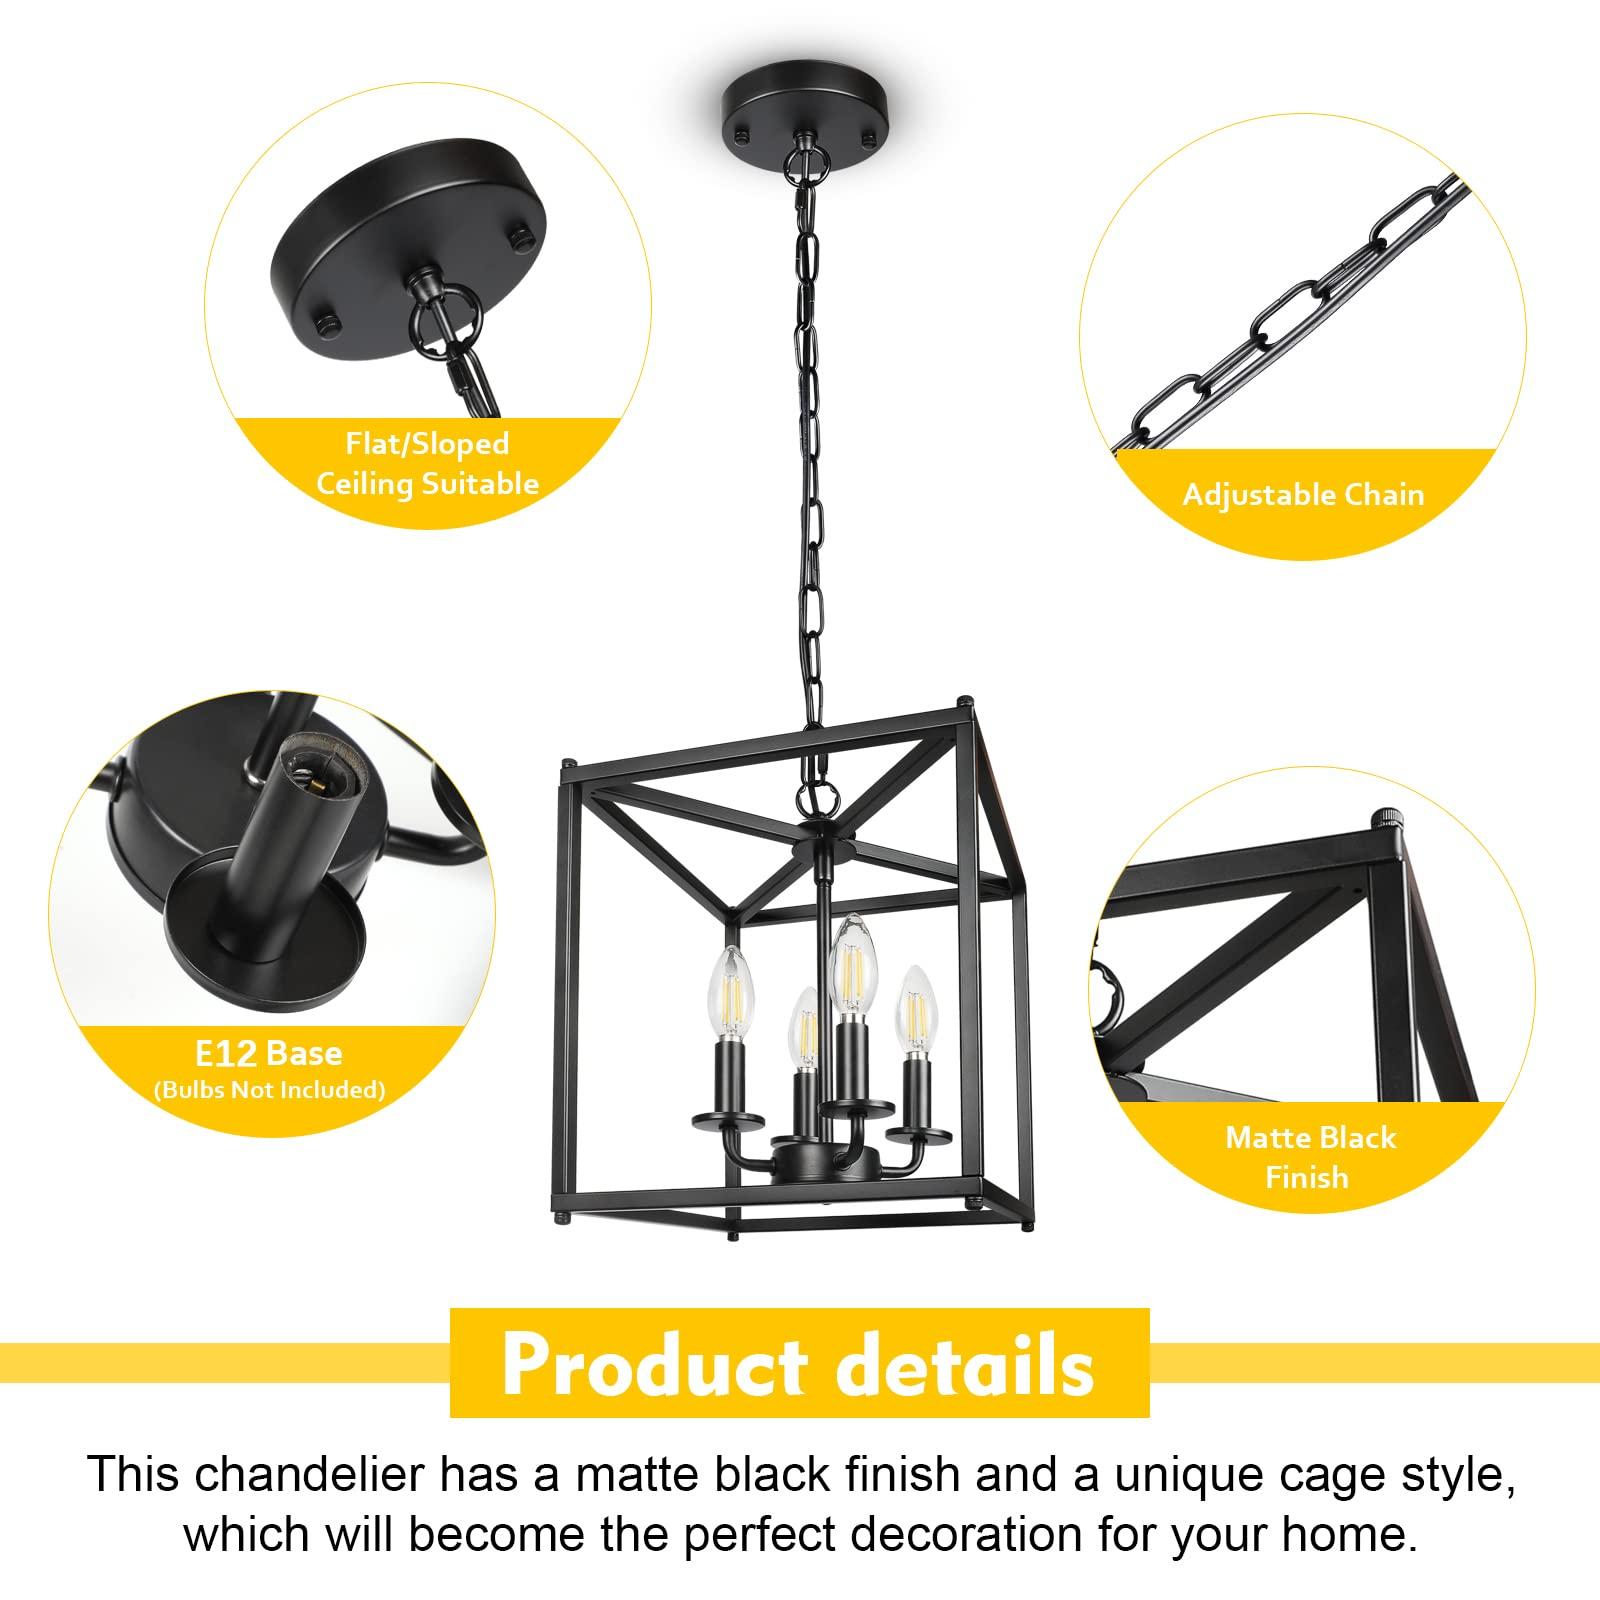 Flat/Sloped
Ceiling Suitable
Adjustable Chain
E12 Base
(Bulbs Not Included)
Matte Black
Finish
Product details
This chandelier has a matte black finish and a unique cage style,
which will become the perfect decoration for your home.